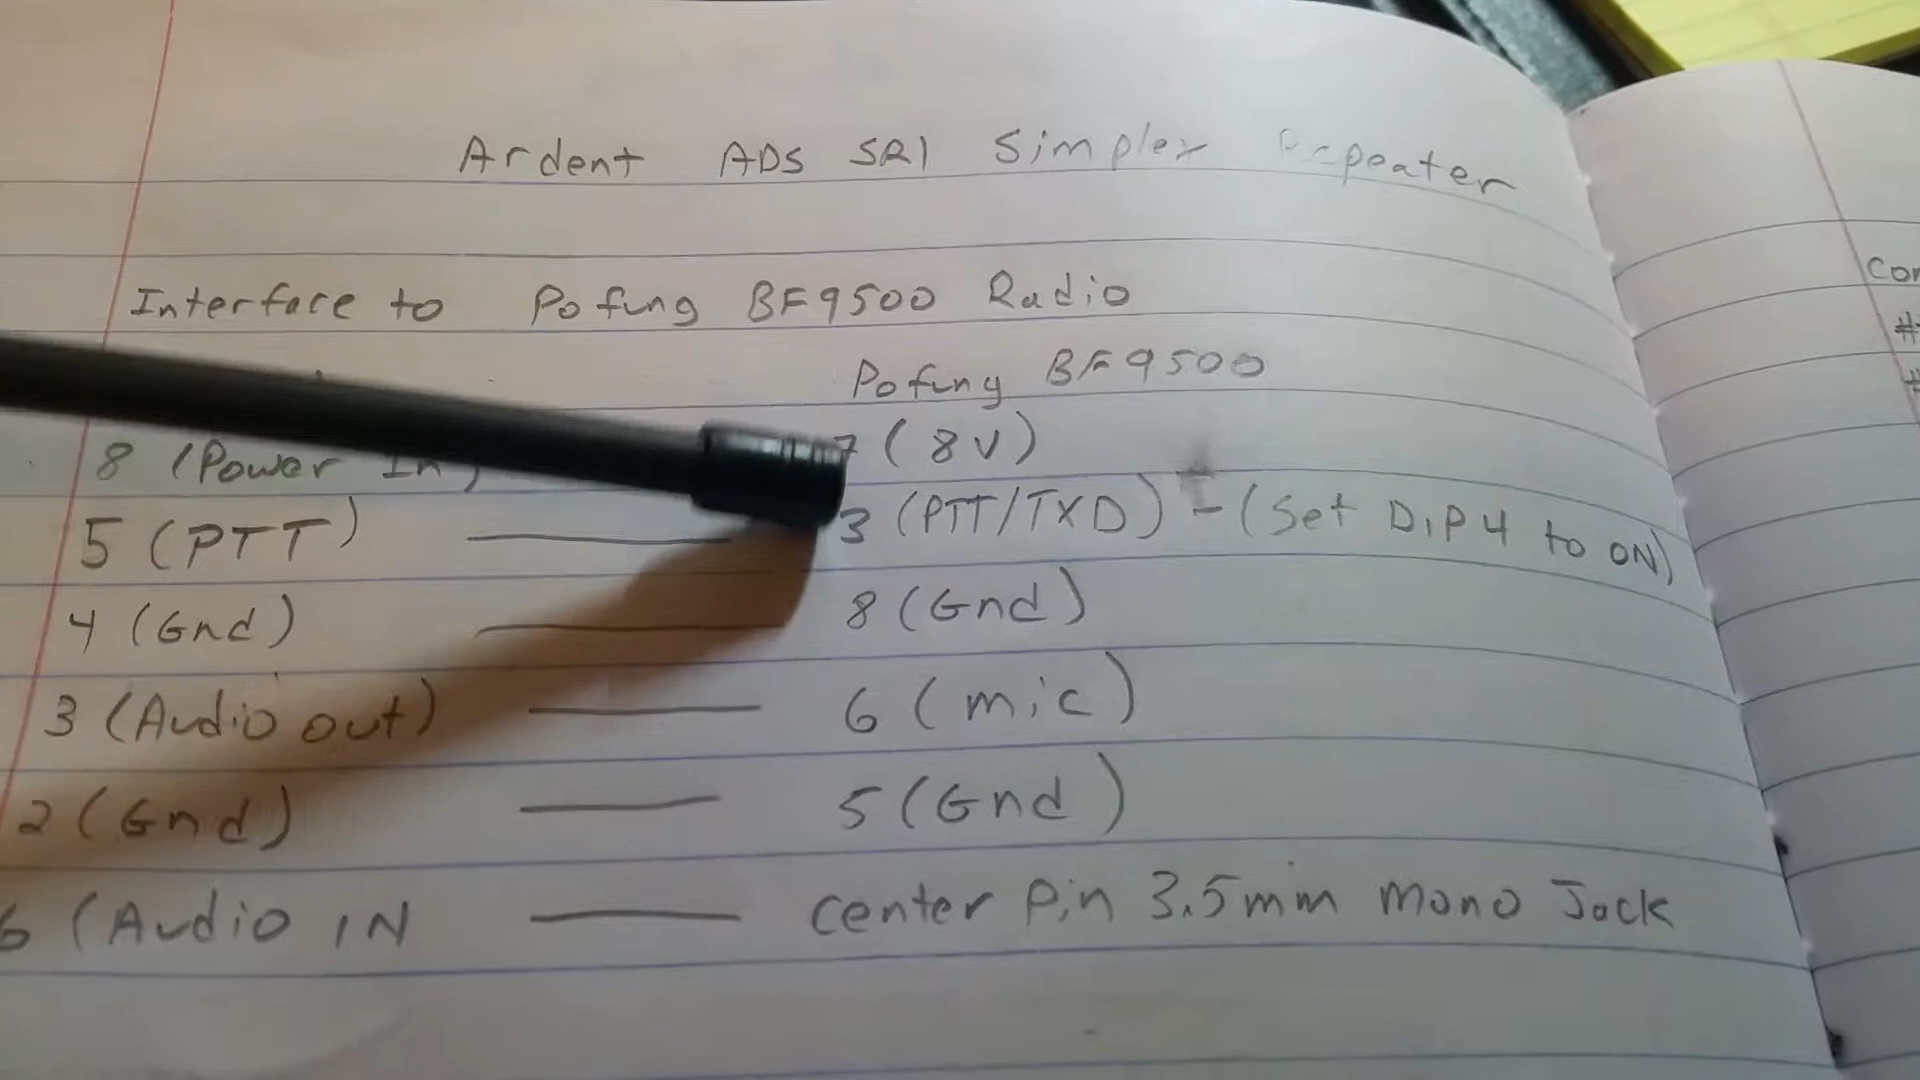 Ardent ADS SR1 Simplex Repeater
Interface to Pofung BF9500 Radio
Pofung BF9500
8 (Power In) 7 (8V)
5 (PTT) — 3 (PTT/TXD) - (Set DIP4 to ON)
4 (Gnd) — 8 (Gnd)
3 (Audio out) — 6 (mic)
2 (Gnd) — 5 (Gnd)
6 (Audio IN — center Pin 3.5mm mono Jack
#
#